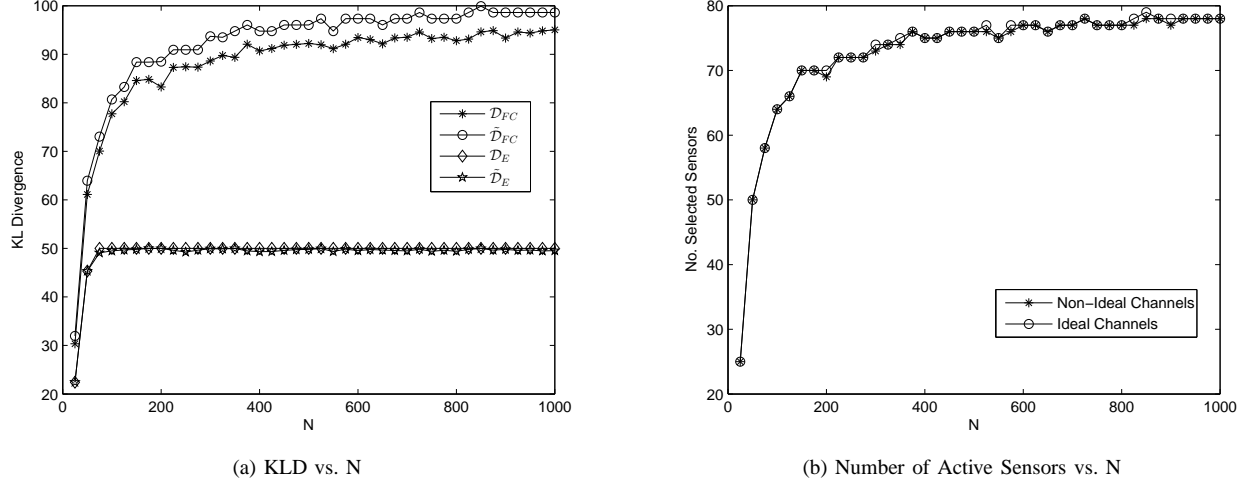 100
90
80
70
60
50
40
30
20
0
200
400
600
800
1000
KL Divergence
N
𝒟_FC
𝒟̃_FC
𝒟_E
𝒟̃_E
(a) KLD vs. N
80
70
60
50
40
30
20
0
200
400
600
800
1000
No. Selected Sensors
N
Non−Ideal Channels
Ideal Channels
(b) Number of Active Sensors vs. N